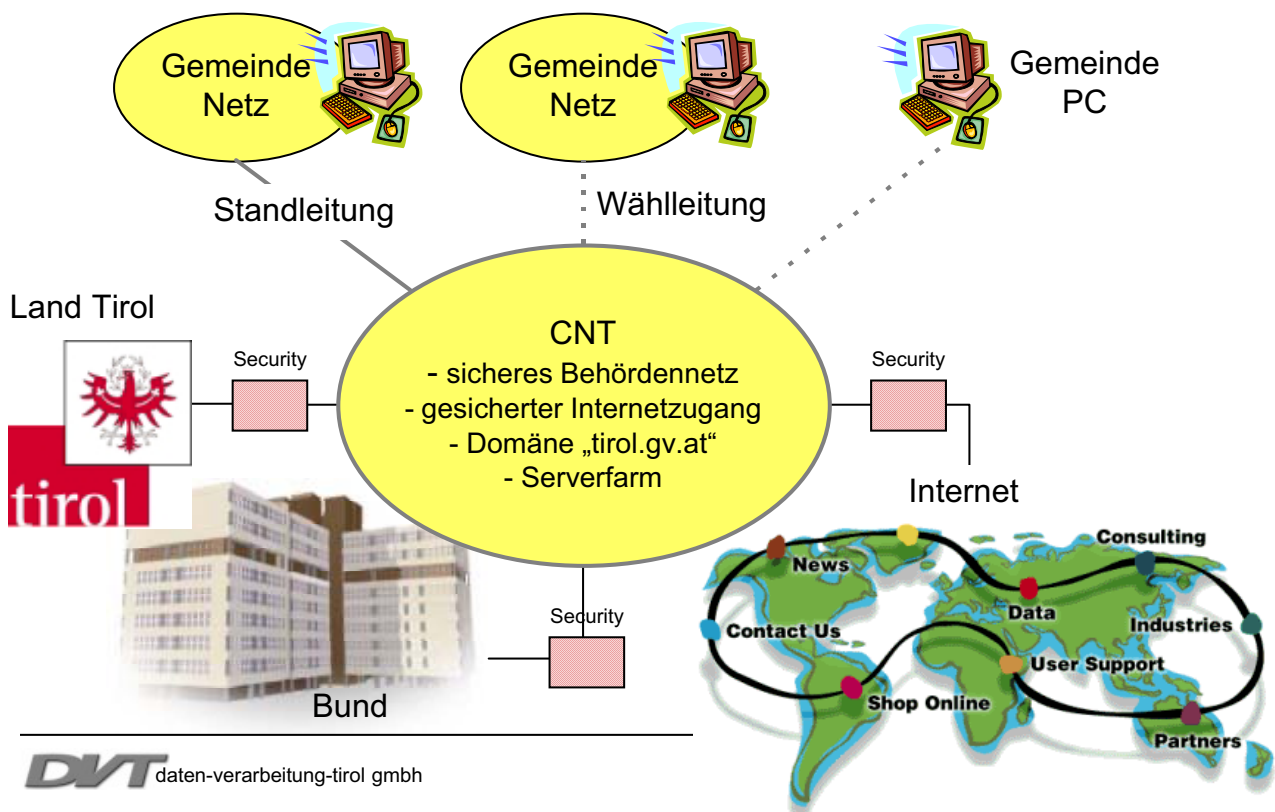 Gemeinde
Netz
Gemeinde
Netz
Gemeinde
PC
Standleitung
Wählleitung
Land Tirol
Security
CNT
- sicheres Behördennetz
- gesicherter Internetzugang
- Domäne „tirol.gv.at“
- Serverfarm
Security
tirol
Internet
Security
Bund
News
Consulting
Data
Contact Us
Industries
User Support
Shop Online
Partners
DVT daten-verarbeitung-tirol gmbh